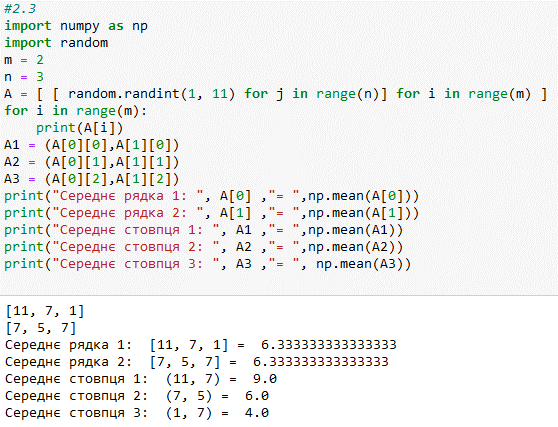 #2.3
import numpy as np
import random
m = 2
n = 3
A = [ [ random.randint(1, 11) for j in range(n)] for i in range(m) ]
for i in range(m):
    print(A[i])
A1 = (A[0][0],A[1][0])
A2 = (A[0][1],A[1][1])
A3 = (A[0][2],A[1][2])
print("Середнє рядка 1: ", A[0] ,"= ",np.mean(A[0]))
print("Середнє рядка 2: ", A[1] ,"= ",np.mean(A[1]))
print("Середнє стовпця 1: ", A1 ,"= ",np.mean(A1))
print("Середнє стовпця 2: ", A2 ,"= ",np.mean(A2))
print("Середнє стовпця 3: ", A3 ,"= ", np.mean(A3))
[11, 7, 1]
[7, 5, 7]
Середнє рядка 1:  [11, 7, 1] =  6.333333333333333
Середнє рядка 2:  [7, 5, 7] =  6.333333333333333
Середнє стовпця 1:  (11, 7) =  9.0
Середнє стовпця 2:  (7, 5) =  6.0
Середнє стовпця 3:  (1, 7) =  4.0